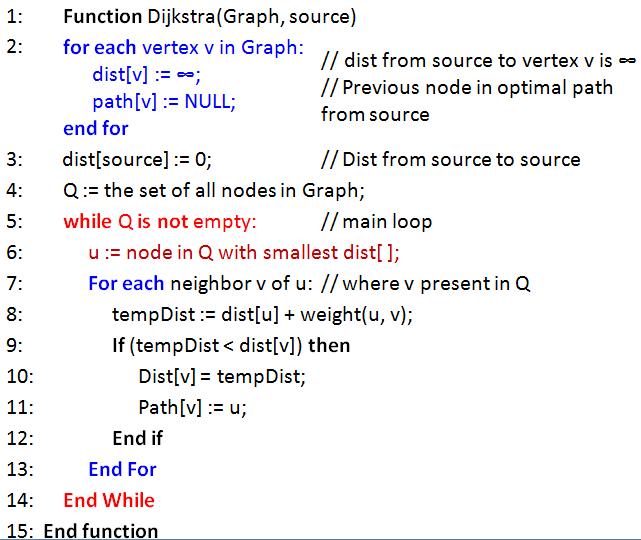 1: Function Dijkstra(Graph, source)
2: for each vertex v in Graph: // dist from source to vertex v is ∞
dist[v] := ∞;
path[v] := NULL; // Previous node in optimal path from source
end for
3: dist[source] := 0; // Dist from source to source
4: Q := the set of all nodes in Graph;
5: while Q is not empty: // main loop
6: u := node in Q with smallest dist[ ];
7: For each neighbor v of u: // where v present in Q
8: tempDist := dist[u] + weight(u, v);
9: If (tempDist < dist[v]) then
10: Dist[v] = tempDist;
11: Path[v] := u;
12: End if
13: End For
14: End While
15: End function